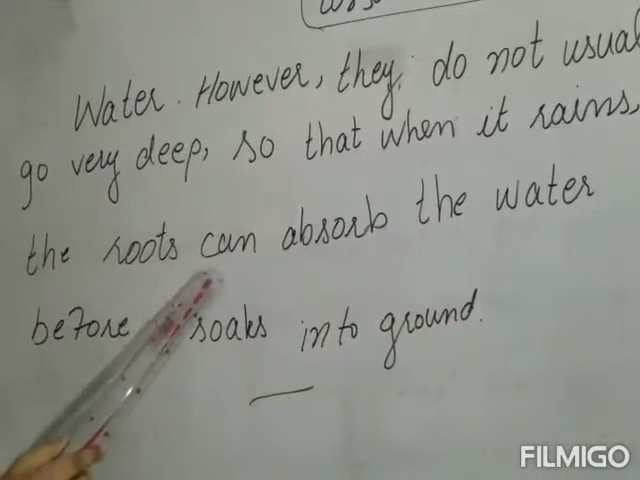 Water. However, they do not usual
go very deep, so that when it rains,
the roots can absorb the water
before soaks into ground.
FILMIGO